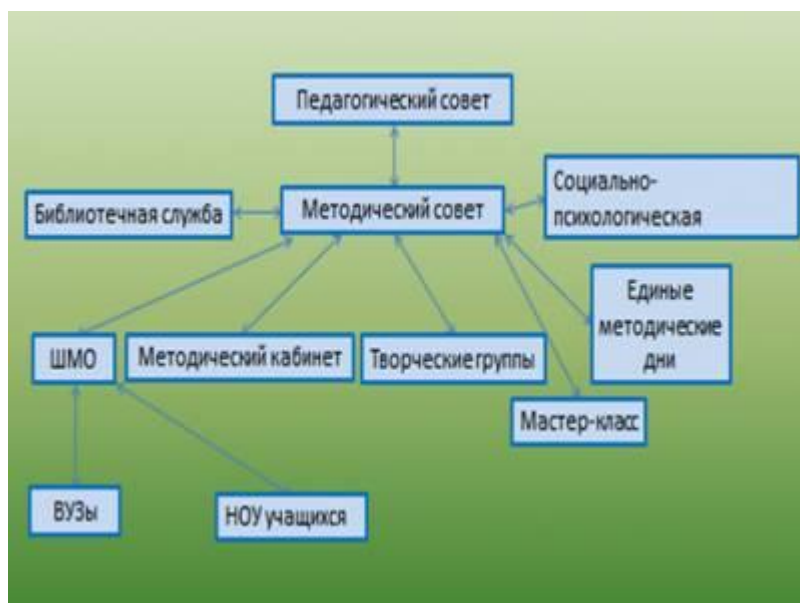 Педагогический совет
Библиотечная служба
Методический совет
Социально-
психологическая
ШМО
Методический кабинет
Творческие группы
Единые
методические
дни
Мастер-класс
ВУЗы
НОУ учащихся